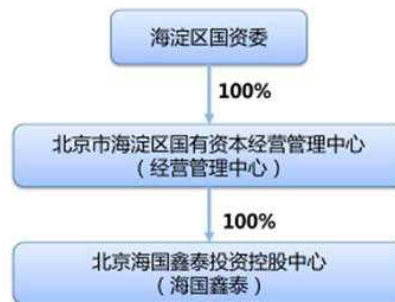 海淀区国资委
100%
北京市海淀区国有资本经营管理中心
（经营管理中心）
100%
北京海国鑫泰投资控股中心
（海国鑫泰）